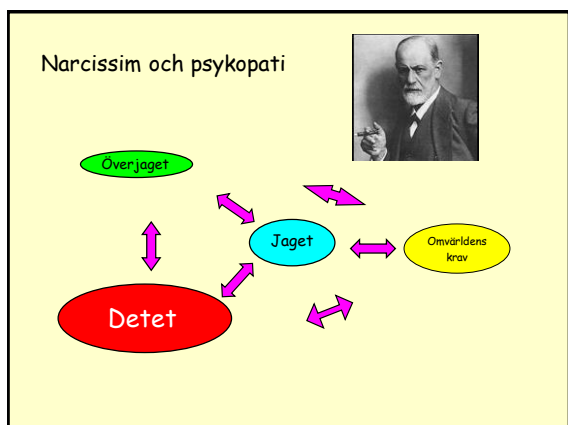 Narcissim och psykopati
Överjaget
Jaget
Omvärldens
krav
Detet